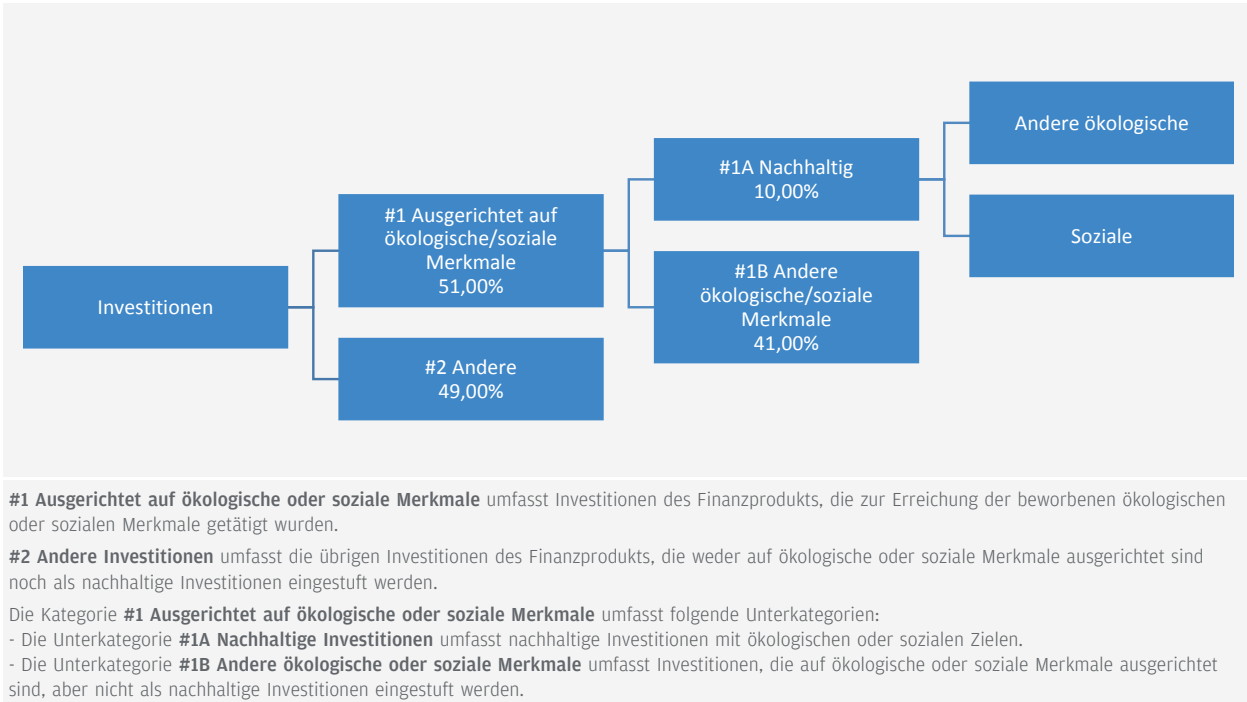 Investitionen
#1 Ausgerichtet auf
ökologische/soziale
Merkmale
51,00%
#2 Andere
49,00%
#1A Nachhaltig
10,00%
#1B Andere
ökologische/soziale
Merkmale
41,00%
Andere ökologische
Soziale
#1 Ausgerichtet auf ökologische oder soziale Merkmale umfasst Investitionen des Finanzprodukts, die zur Erreichung der beworbenen ökologischen
oder sozialen Merkmale getätigt wurden.
#2 Andere Investitionen umfasst die übrigen Investitionen des Finanzprodukts, die weder auf ökologische oder soziale Merkmale ausgerichtet sind
noch als nachhaltige Investitionen eingestuft werden.
Die Kategorie #1 Ausgerichtet auf ökologische oder soziale Merkmale umfasst folgende Unterkategorien:
- Die Unterkategorie #1A Nachhaltige Investitionen umfasst nachhaltige Investitionen mit ökologischen oder sozialen Zielen.
- Die Unterkategorie #1B Andere ökologische oder soziale Merkmale umfasst Investitionen, die auf ökologische oder soziale Merkmale ausgerichtet
sind, aber nicht als nachhaltige Investitionen eingestuft werden.